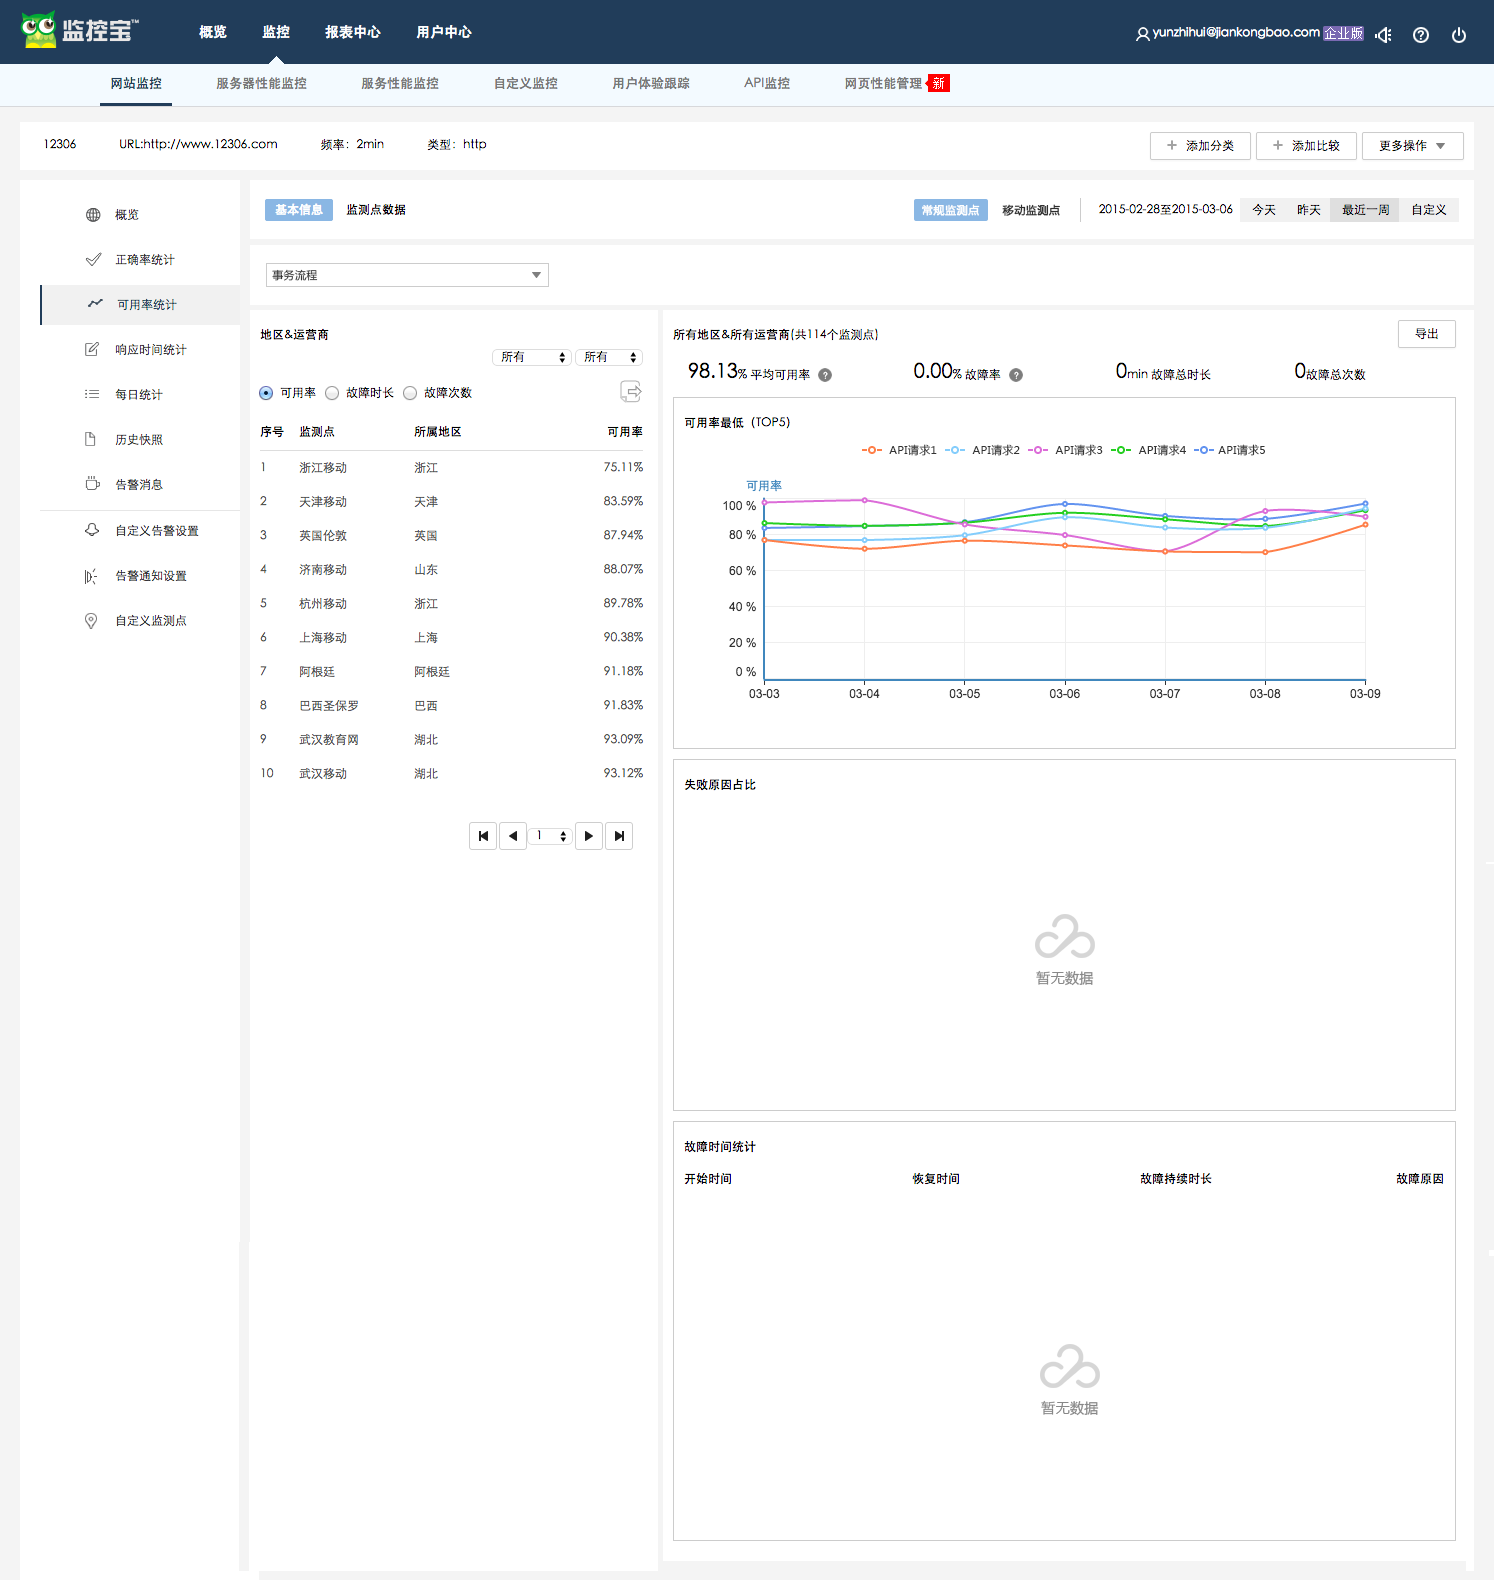 监控宝™
概览 监控 报表中心 用户中心
yunzhihui@jiankongbao.com 企业版
网站监控 服务器性能监控 服务性能监控 自定义监控 用户体验跟踪 API监控 网页性能管理 新
12306 URL:http://www.12306.com 频率：2min 类型：http
添加分类 添加比较 更多操作
概览
正确率统计
可用率统计
响应时间统计
每日统计
历史快照
告警消息
自定义告警设置
告警通知设置
自定义监测点
基本信息 监测点数据
常规监测点 移动监测点 2015-02-28至2015-03-06 今天 昨天 最近一周 自定义
事务流程
地区&运营商
所有 所有
可用率 故障时长 故障次数
序号 监测点 所属地区 可用率
1 浙江移动 浙江 75.11%
2 天津移动 天津 83.59%
3 英国伦敦 英国 87.94%
4 济南移动 山东 88.07%
5 杭州移动 浙江 89.78%
6 上海移动 上海 90.38%
7 阿根廷 阿根廷 91.18%
8 巴西圣保罗 巴西 91.83%
9 武汉教育网 湖北 93.09%
10 武汉移动 湖北 93.12%
1
所有地区&所有运营商(共114个监测点)
导出
98.13% 平均可用率 ? 0.00% 故障率 ? 0min 故障总时长 0故障总次数
可用率最低（TOP5）
API请求1 API请求2 API请求3 API请求4 API请求5
可用率
100 %
80 %
60 %
40 %
20 %
0 %
03-03 03-04 03-05 03-06 03-07 03-08 03-09
失败原因占比
暂无数据
故障时间统计
开始时间 恢复时间 故障持续时长 故障原因
暂无数据